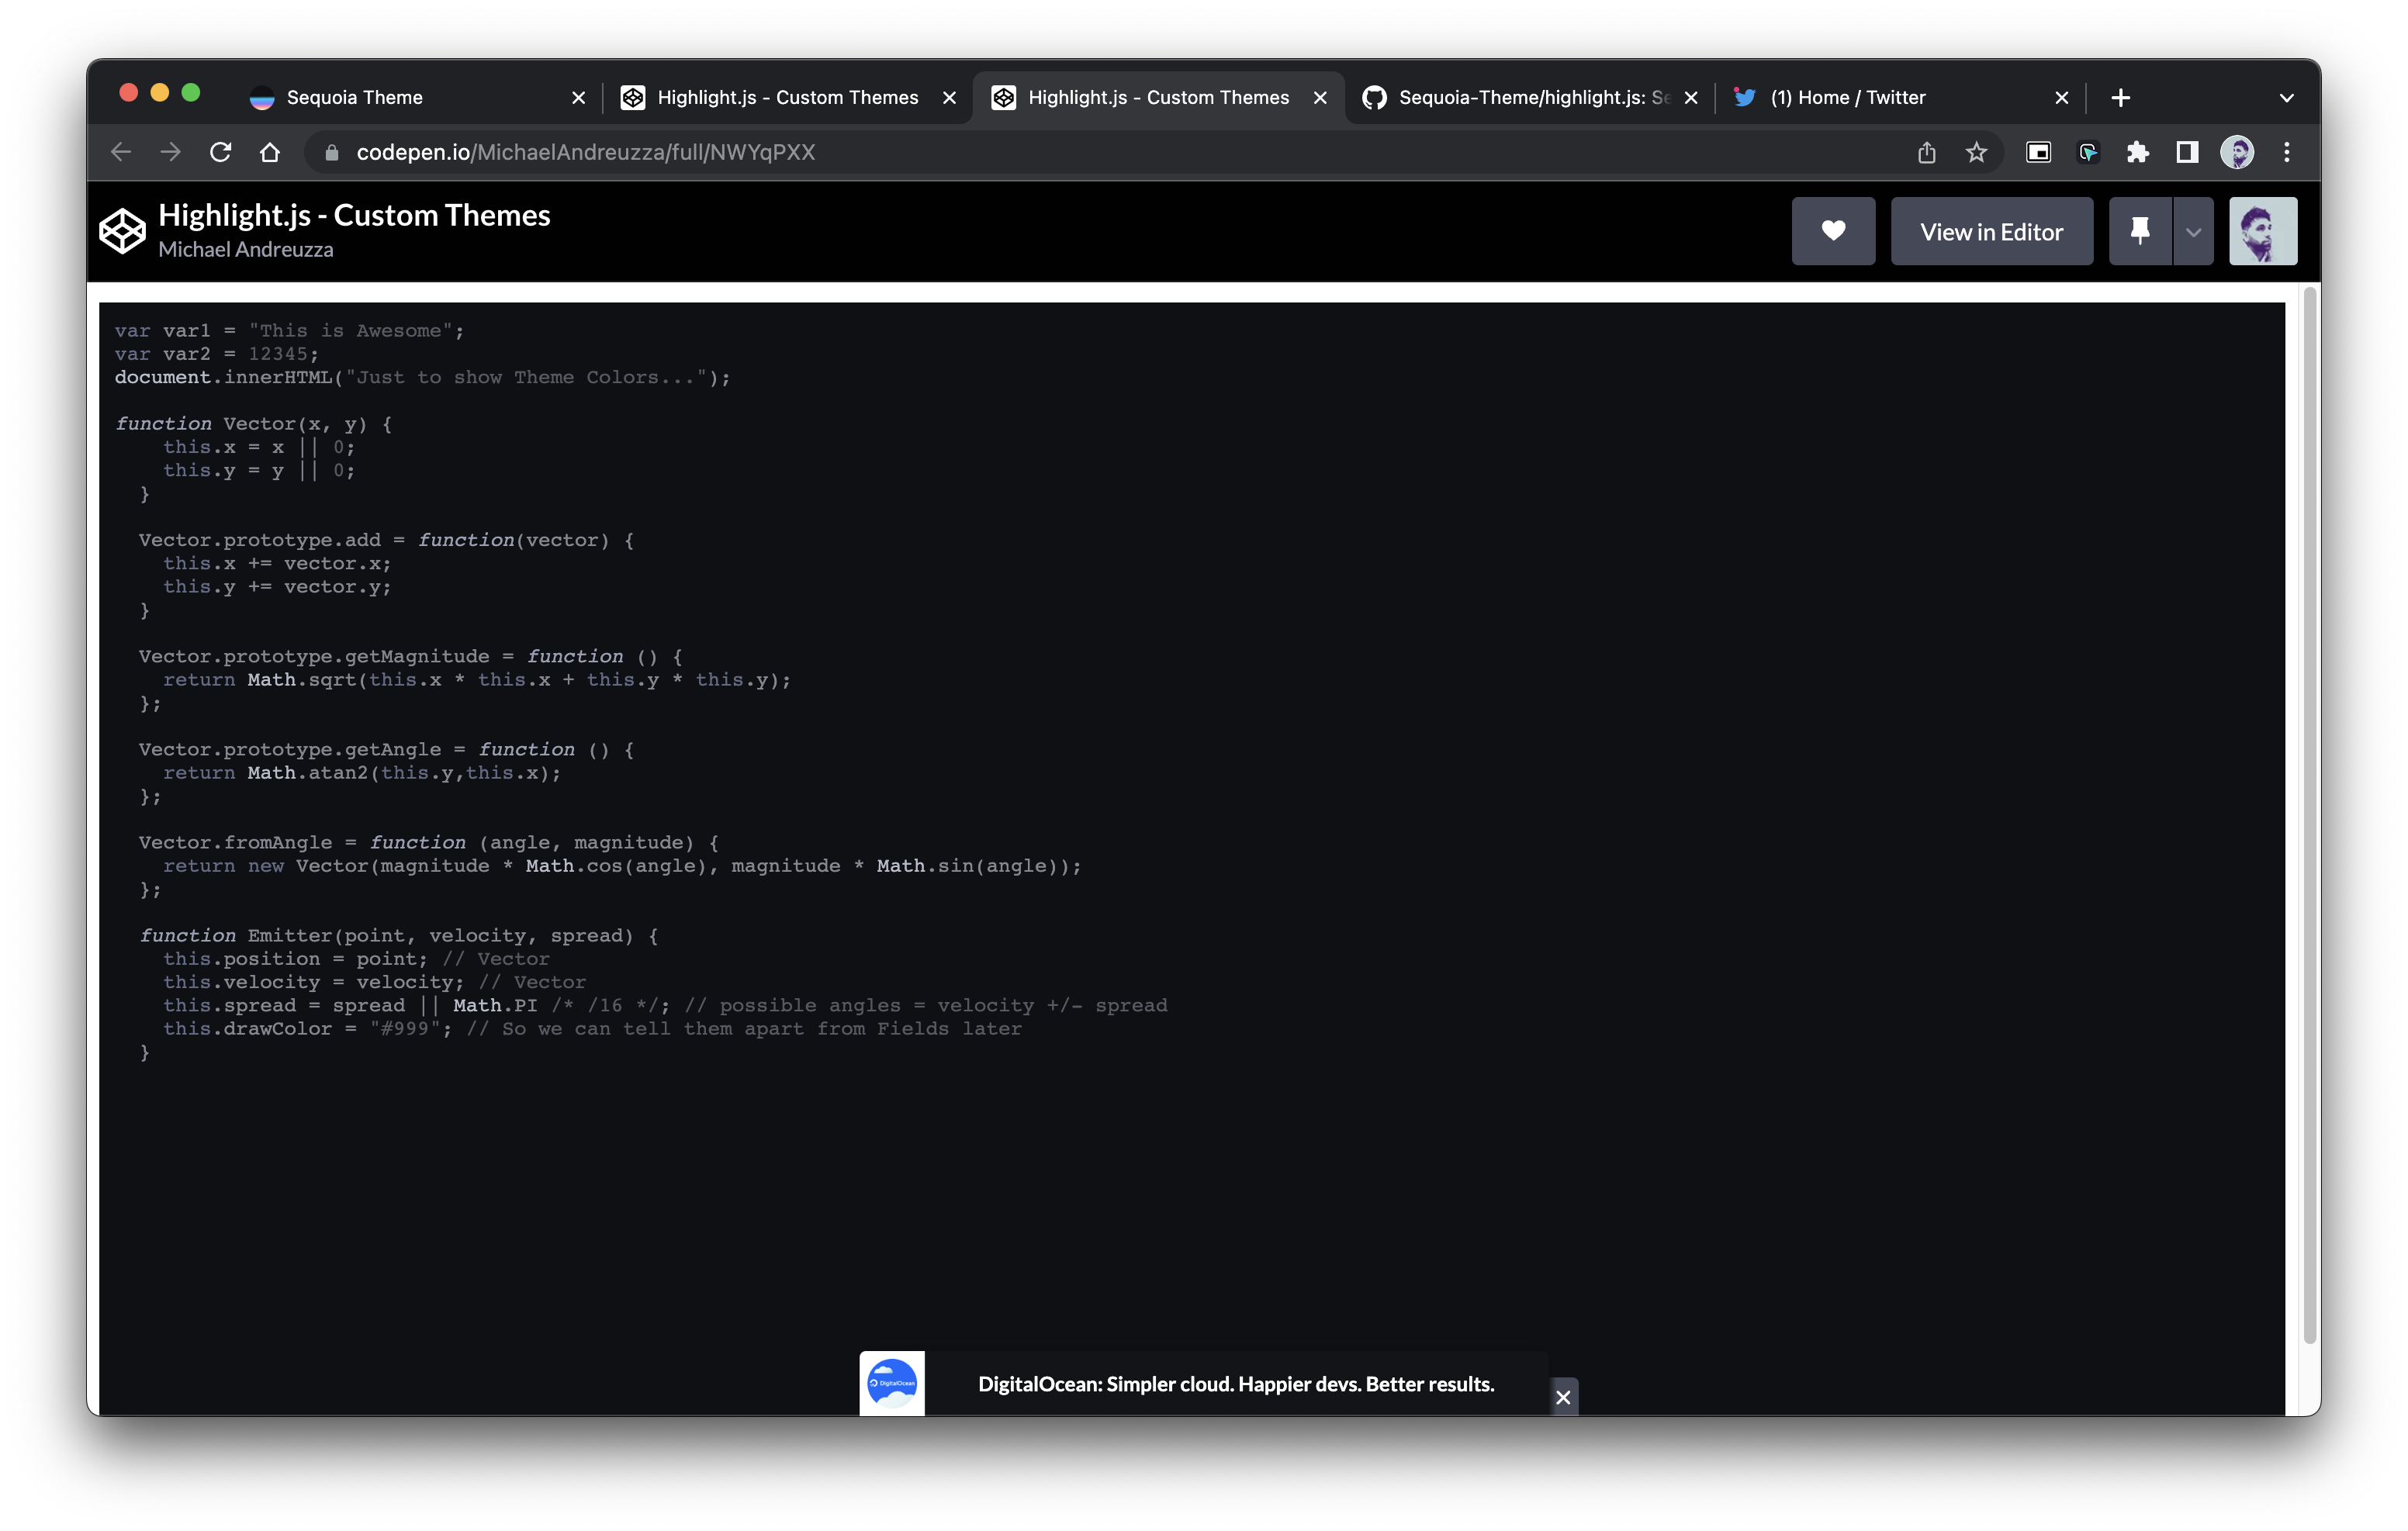 Sequoia Theme
Highlight.js - Custom Themes
Highlight.js - Custom Themes
Sequoia-Theme/highlight.js: Se
(1) Home / Twitter
codepen.io/MichaelAndreuzza/full/NWYqPXX
Highlight.js - Custom Themes
Michael Andreuzza
View in Editor
var var1 = "This is Awesome";
var var2 = 12345;
document.innerHTML("Just to show Theme Colors...");
function Vector(x, y) {
    this.x = x || 0;
    this.y = y || 0;
  }
  Vector.prototype.add = function(vector) {
    this.x += vector.x;
    this.y += vector.y;
  }
  Vector.prototype.getMagnitude = function () {
    return Math.sqrt(this.x * this.x + this.y * this.y);
  };
  Vector.prototype.getAngle = function () {
    return Math.atan2(this.y,this.x);
  };
  Vector.fromAngle = function (angle, magnitude) {
    return new Vector(magnitude * Math.cos(angle), magnitude * Math.sin(angle));
  };
  function Emitter(point, velocity, spread) {
    this.position = point; // Vector
    this.velocity = velocity; // Vector
    this.spread = spread || Math.PI /* /16 */; // possible angles = velocity +/- spread
    this.drawColor = "#999"; // So we can tell them apart from Fields later
  }
DigitalOcean
DigitalOcean: Simpler cloud. Happier devs. Better results.